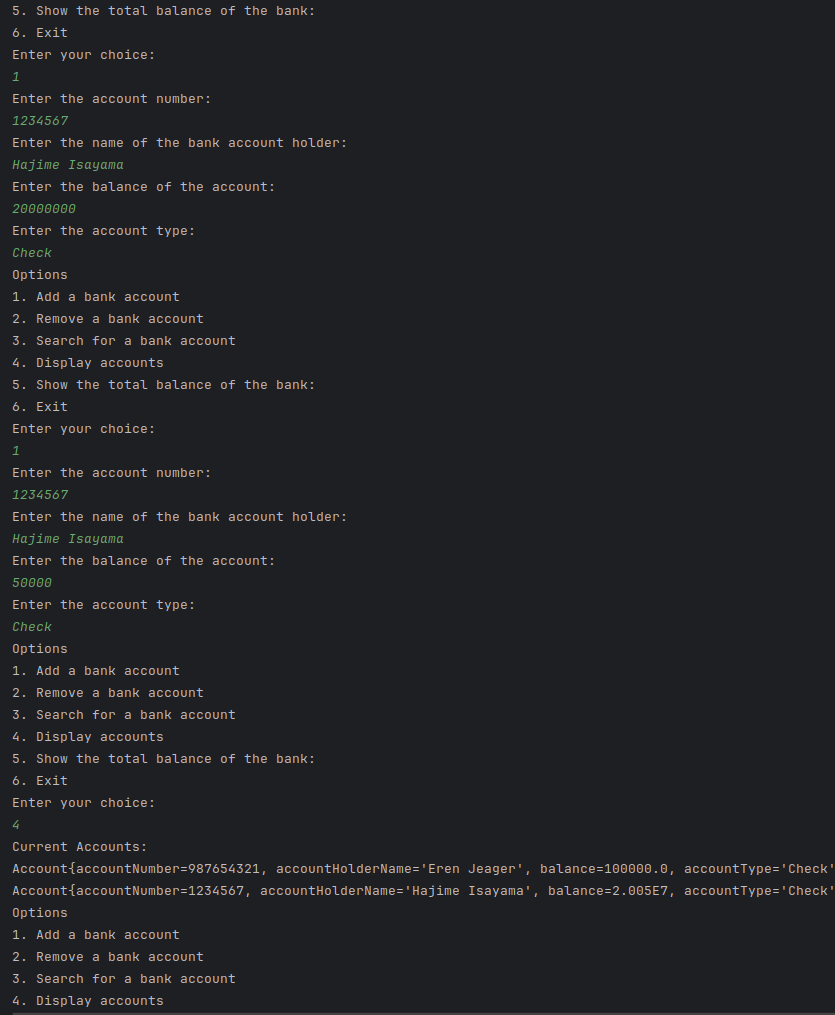 5. Show the total balance of the bank:
6. Exit
Enter your choice:
1
Enter the account number:
1234567
Enter the name of the bank account holder:
Hajime Isayama
Enter the balance of the account:
20000000
Enter the account type:
Check
Options
1. Add a bank account
2. Remove a bank account
3. Search for a bank account
4. Display accounts
5. Show the total balance of the bank:
6. Exit
Enter your choice:
1
Enter the account number:
1234567
Enter the name of the bank account holder:
Hajime Isayama
Enter the balance of the account:
50000
Enter the account type:
Check
Options
1. Add a bank account
2. Remove a bank account
3. Search for a bank account
4. Display accounts
5. Show the total balance of the bank:
6. Exit
Enter your choice:
4
Current Accounts:
Account{accountNumber=987654321, accountHolderName='Eren Jeager', balance=100000.0, accountType='Check'
Account{accountNumber=1234567, accountHolderName='Hajime Isayama', balance=2.005E7, accountType='Check'
Options
1. Add a bank account
2. Remove a bank account
3. Search for a bank account
4. Display accounts